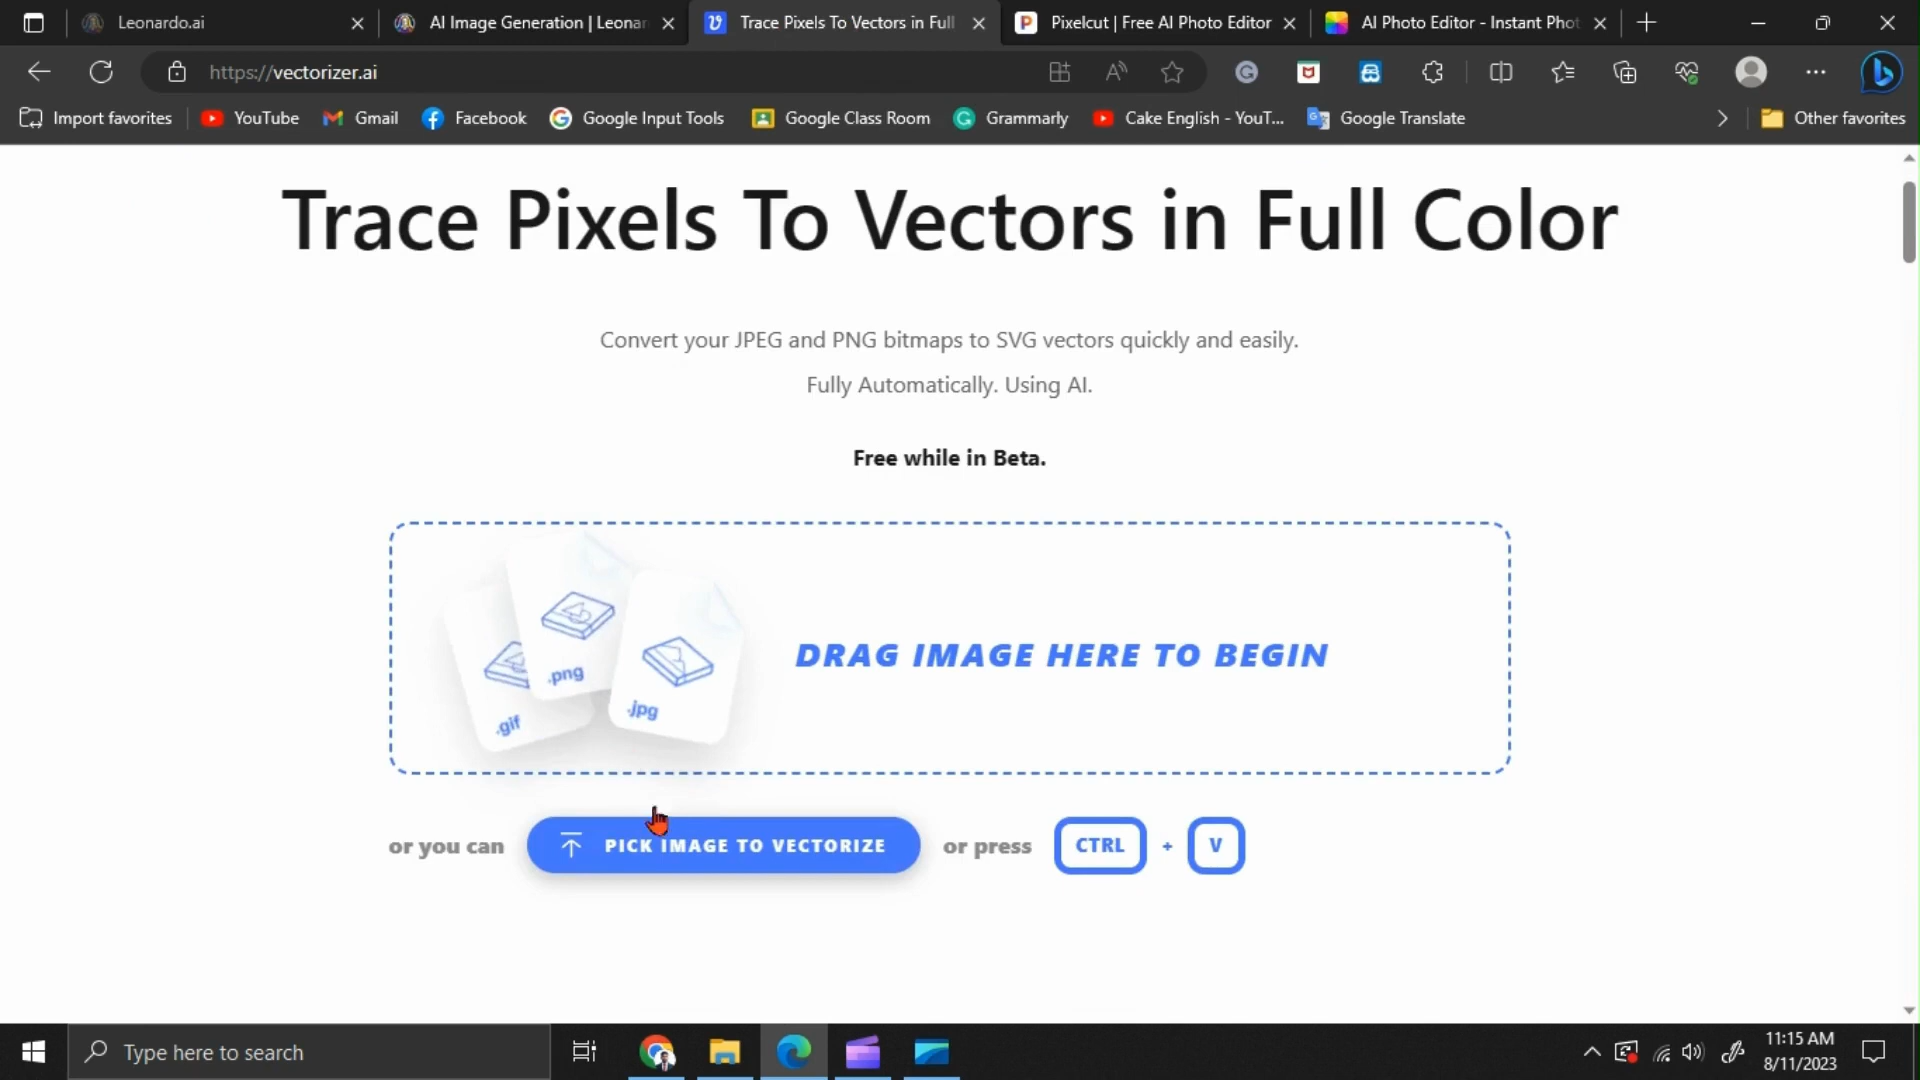 Leonardo.ai
AI Image Generation | Leonar
Trace Pixels To Vectors in Full
Pixelcut | Free AI Photo Editor
AI Photo Editor - Instant Phot
https://vectorizer.ai
Import favorites
YouTube
Gmail
Facebook
Google Input Tools
Google Class Room
Grammarly
Cake English - YouT...
Google Translate
Other favorites
Trace Pixels To Vectors in Full Color
Convert your JPEG and PNG bitmaps to SVG vectors quickly and easily.
Fully Automatically. Using AI.
Free while in Beta.
.gif
.png
.jpg
DRAG IMAGE HERE TO BEGIN
or you can PICK IMAGE TO VECTORIZE or press CTRL + V
Type here to search
11:15 AM
8/11/2023